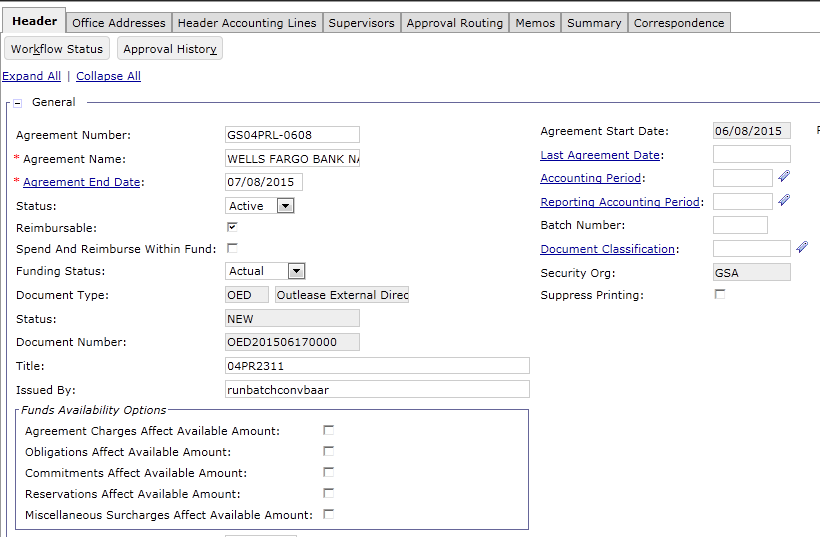 Header Office Addresses Header Accounting Lines Supervisors Approval Routing Memos Summary Correspondence
Workflow Status Approval History
Expand All | Collapse All
General
Agreement Number: GS04PRL-0608
* Agreement Name: WELLS FARGO BANK NA
* Agreement End Date: 07/08/2015
Status: Active
Reimbursable:
Spend And Reimburse Within Fund:
Funding Status: Actual
Document Type: OED Outlease External Direc
Status: NEW
Document Number: OED201506170000
Title: 04PR2311
Issued By: runbatchconvbaar
Agreement Start Date: 06/08/2015
Last Agreement Date:
Accounting Period:
Reporting Accounting Period:
Batch Number:
Document Classification:
Security Org: GSA
Suppress Printing:
Funds Availability Options
Agreement Charges Affect Available Amount:
Obligations Affect Available Amount:
Commitments Affect Available Amount:
Reservations Affect Available Amount:
Miscellaneous Surcharges Affect Available Amount: